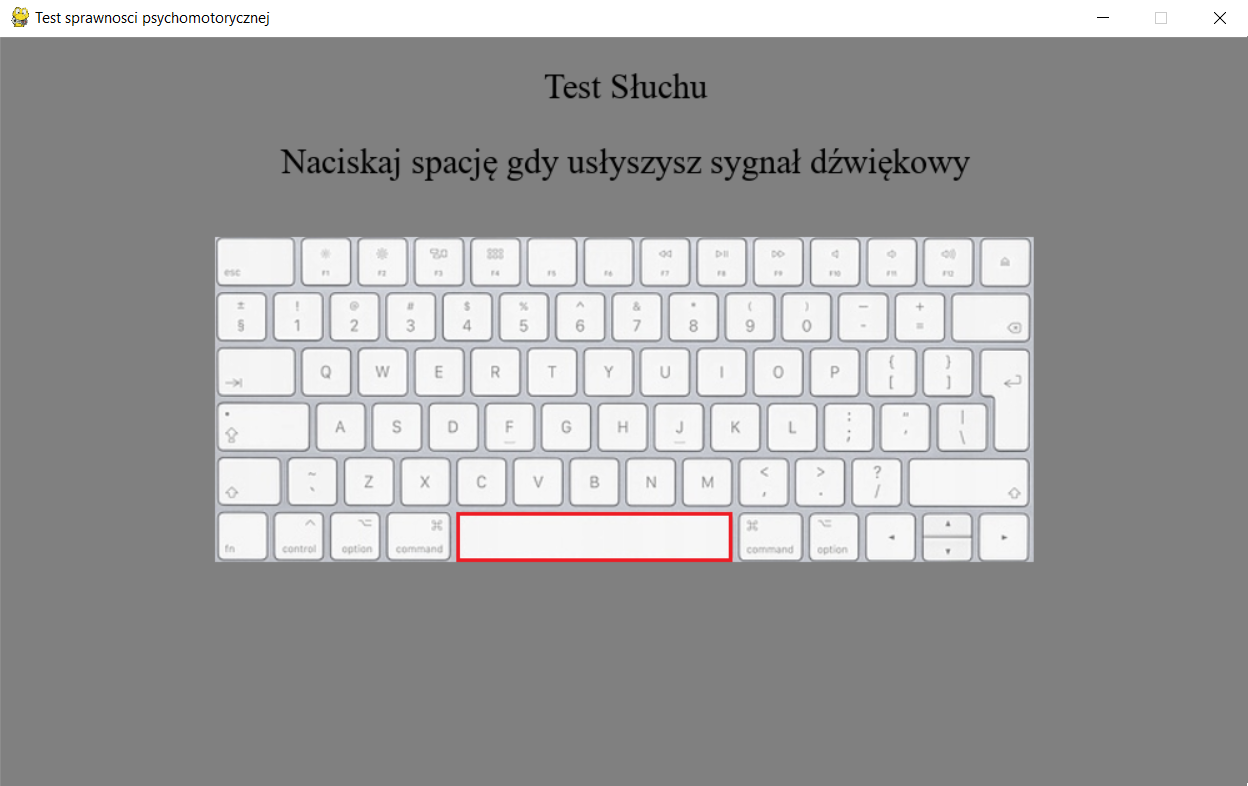 Test sprawnosci psychomotorycznej
Test Słuchu
Naciskaj spację gdy usłyszysz sygnał dźwiękowy
esc F1 F2 F3 F4 F5 F6 F7 F8 F9 F10 F11 F12
± ! @ # $ % ^ & * ( ) — +
§ 1 2 3 4 5 6 7 8 9 0 - =
Q W E R T Y U I O P { }
[ ]
A S D F G H J K L : " |
; ' \
~ Z X C V B N M < > ?
` , . /
fn control option command command option